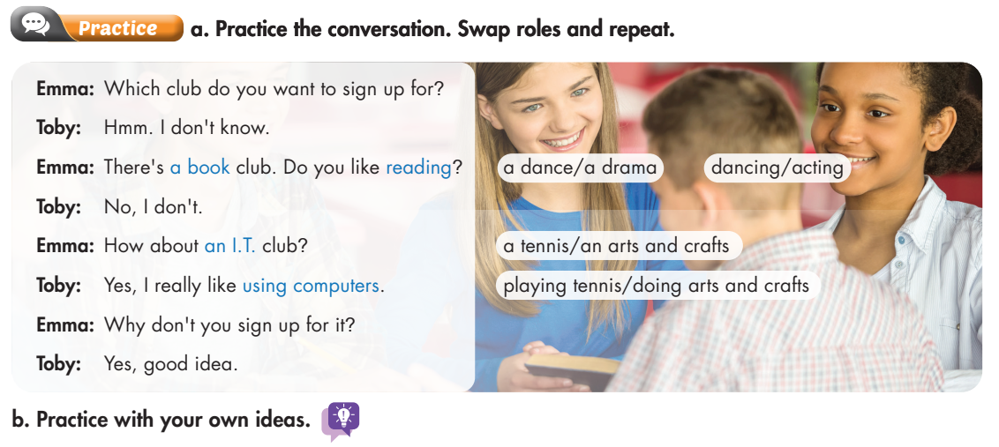 Practice a. Practice the conversation. Swap roles and repeat.
Emma: Which club do you want to sign up for?
Toby: Hmm. I don't know.
Emma: There's a book club. Do you like reading? a dance/a drama dancing/acting
Toby: No, I don't.
Emma: How about an I.T. club? a tennis/an arts and crafts
Toby: Yes, I really like using computers. playing tennis/doing arts and crafts
Emma: Why don't you sign up for it?
Toby: Yes, good idea.
b. Practice with your own ideas.